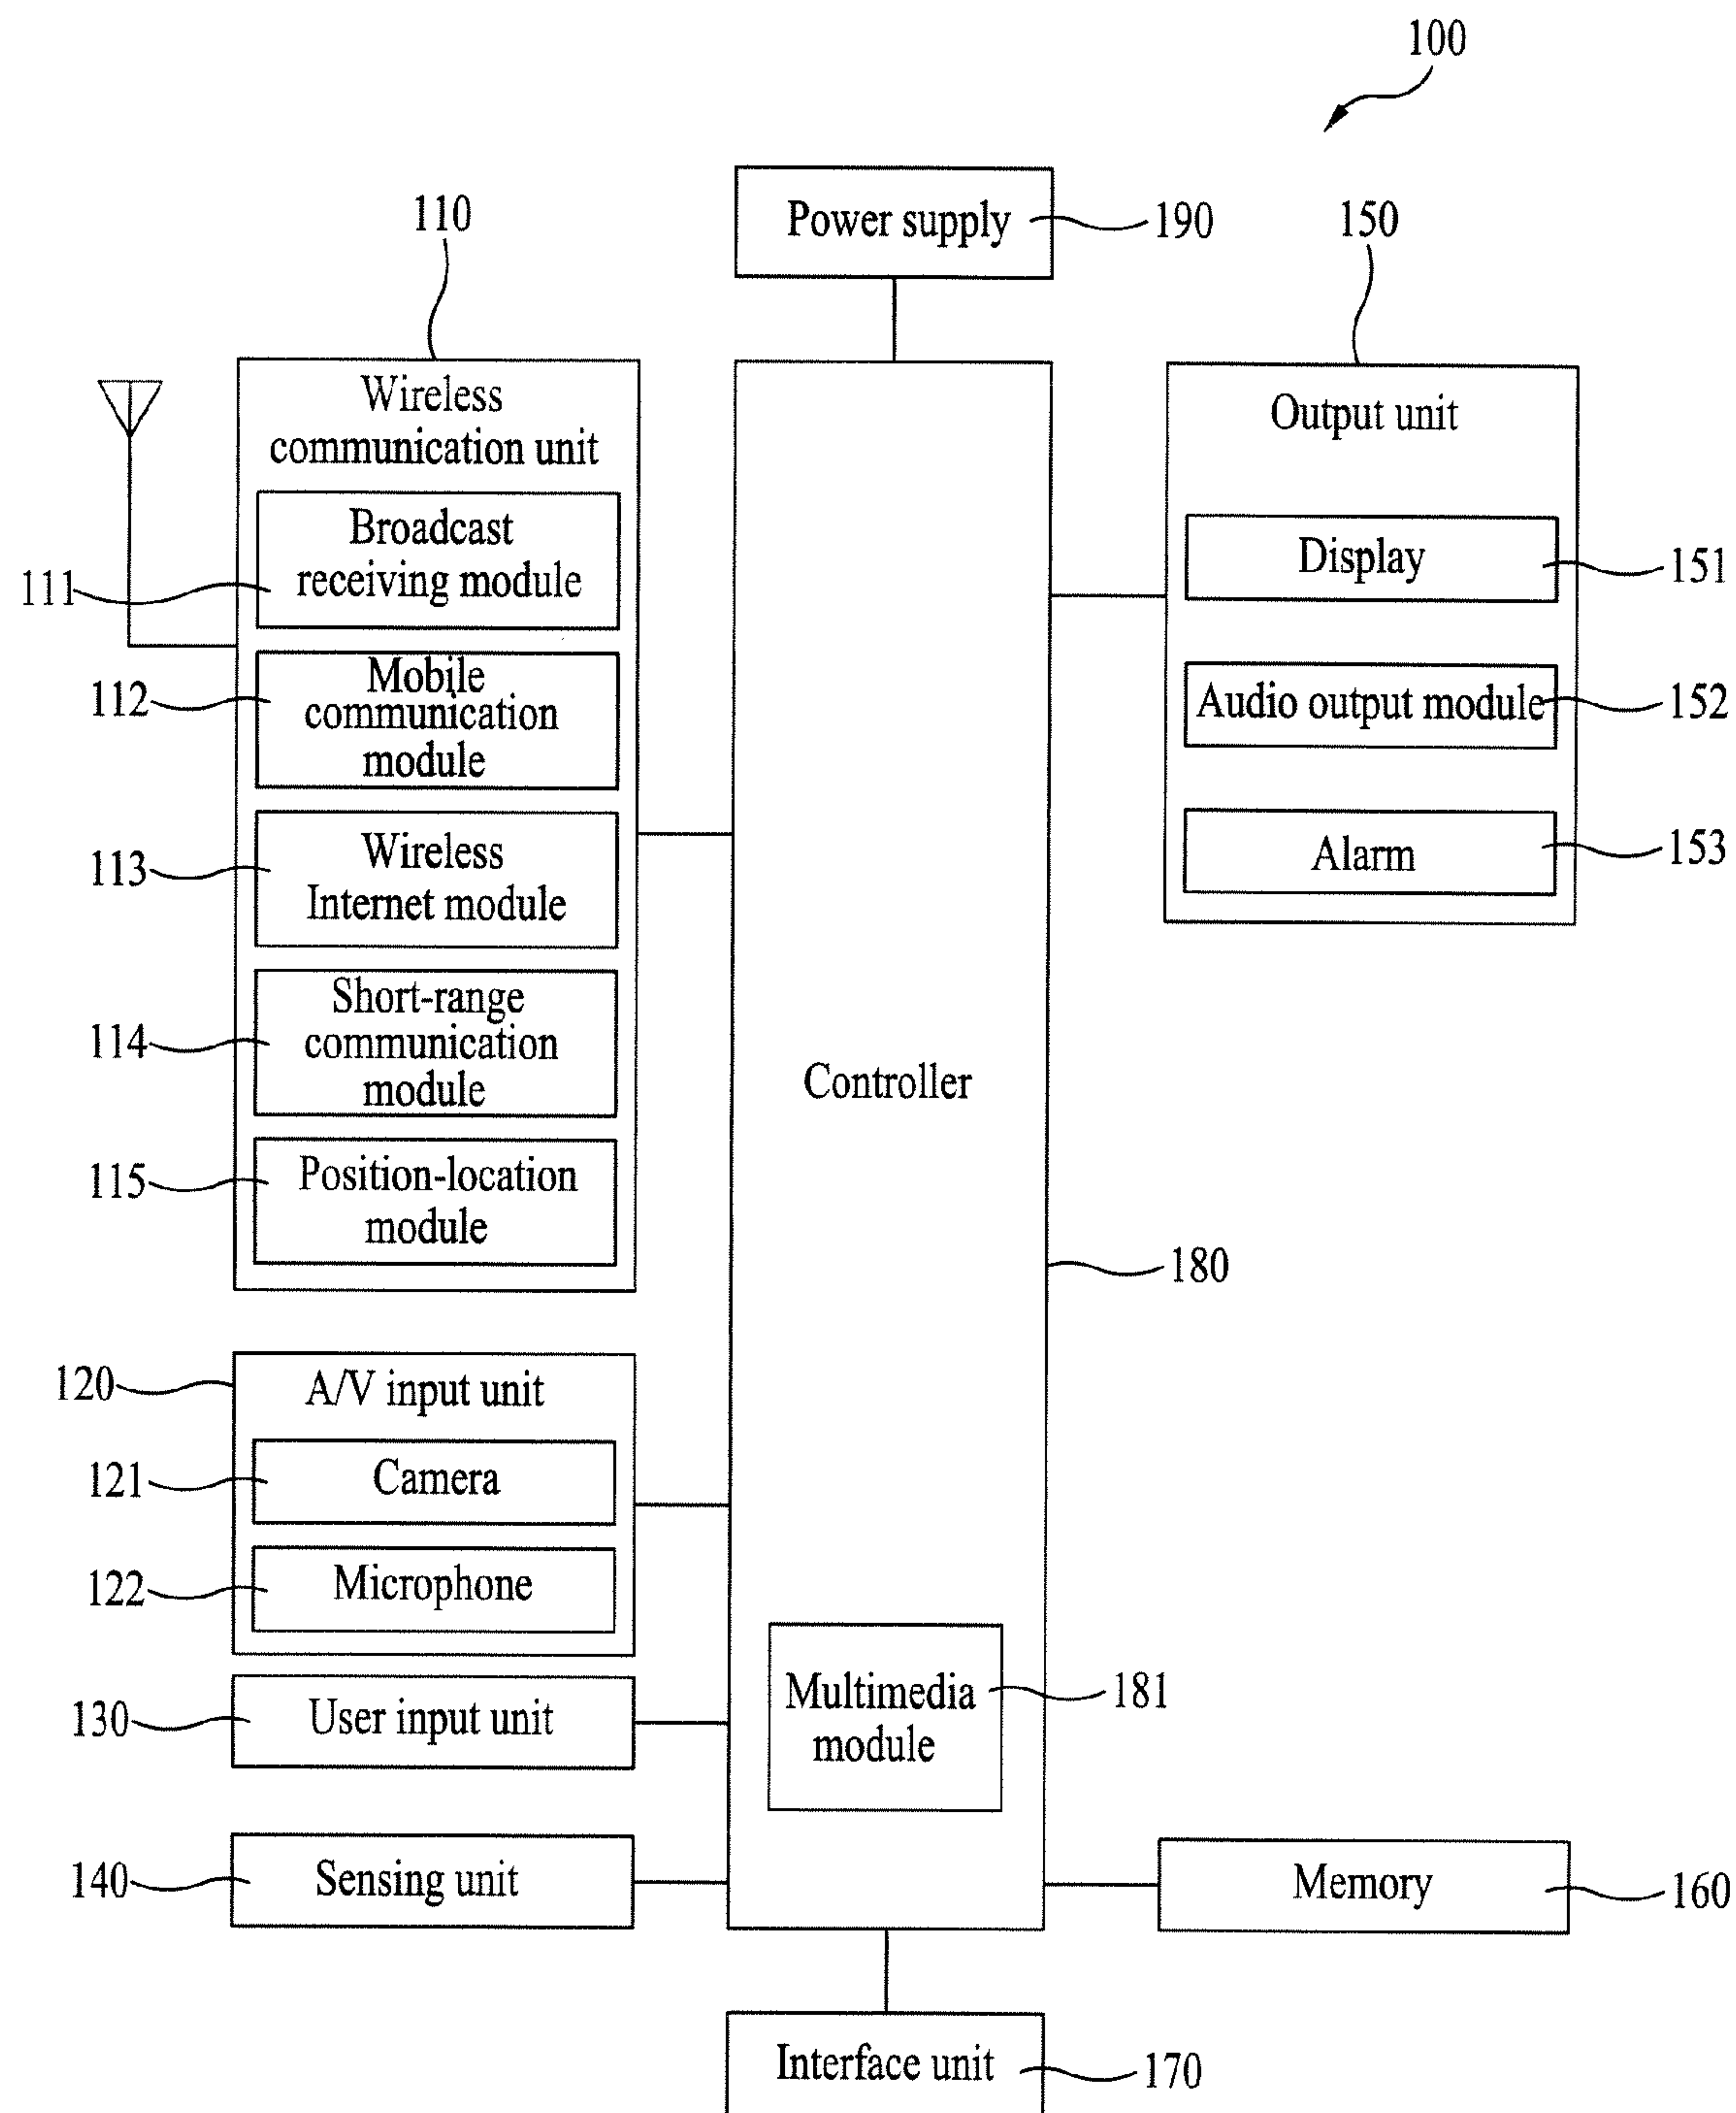 100
Power supply
190
110
150
Wireless
communication unit
Broadcast
receiving module
111
Mobile
communication
module
112
Wireless
Internet module
113
Short-range
communication
module
114
Position-location
module
115
Output unit
Display
151
Audio output module
152
Alarm
153
Controller
180
120
A/V input unit
121
Camera
122
Microphone
Multimedia
module
181
130
User input unit
140
Sensing unit
Memory
160
Interface unit
170